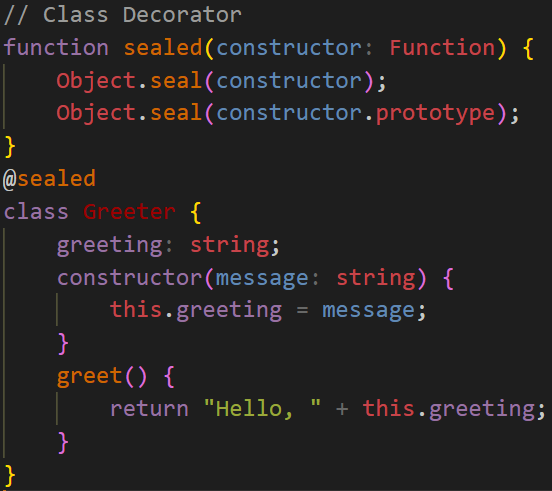 // Class Decorator
function sealed(constructor: Function) {
    Object.seal(constructor);
    Object.seal(constructor.prototype);
}
@sealed
class Greeter {
    greeting: string;
    constructor(message: string) {
        this.greeting = message;
    }
    greet() {
        return "Hello, " + this.greeting;
    }
}